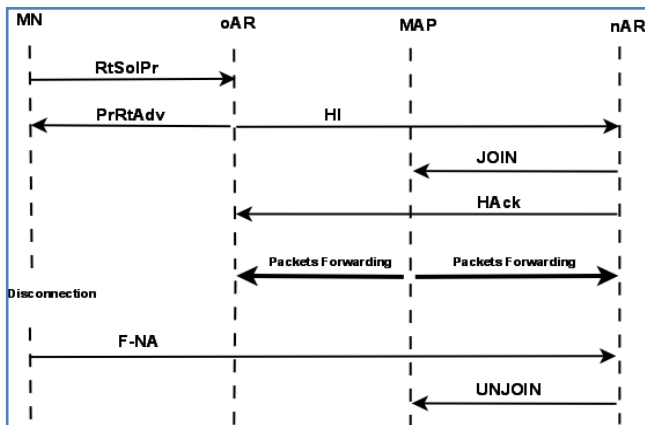 MN oAR MAP nAR
RtSolPr
PrRtAdv HI
JOIN
HAck
Packets Forwarding Packets Forwarding
Disconnection
F-NA
UNJOIN